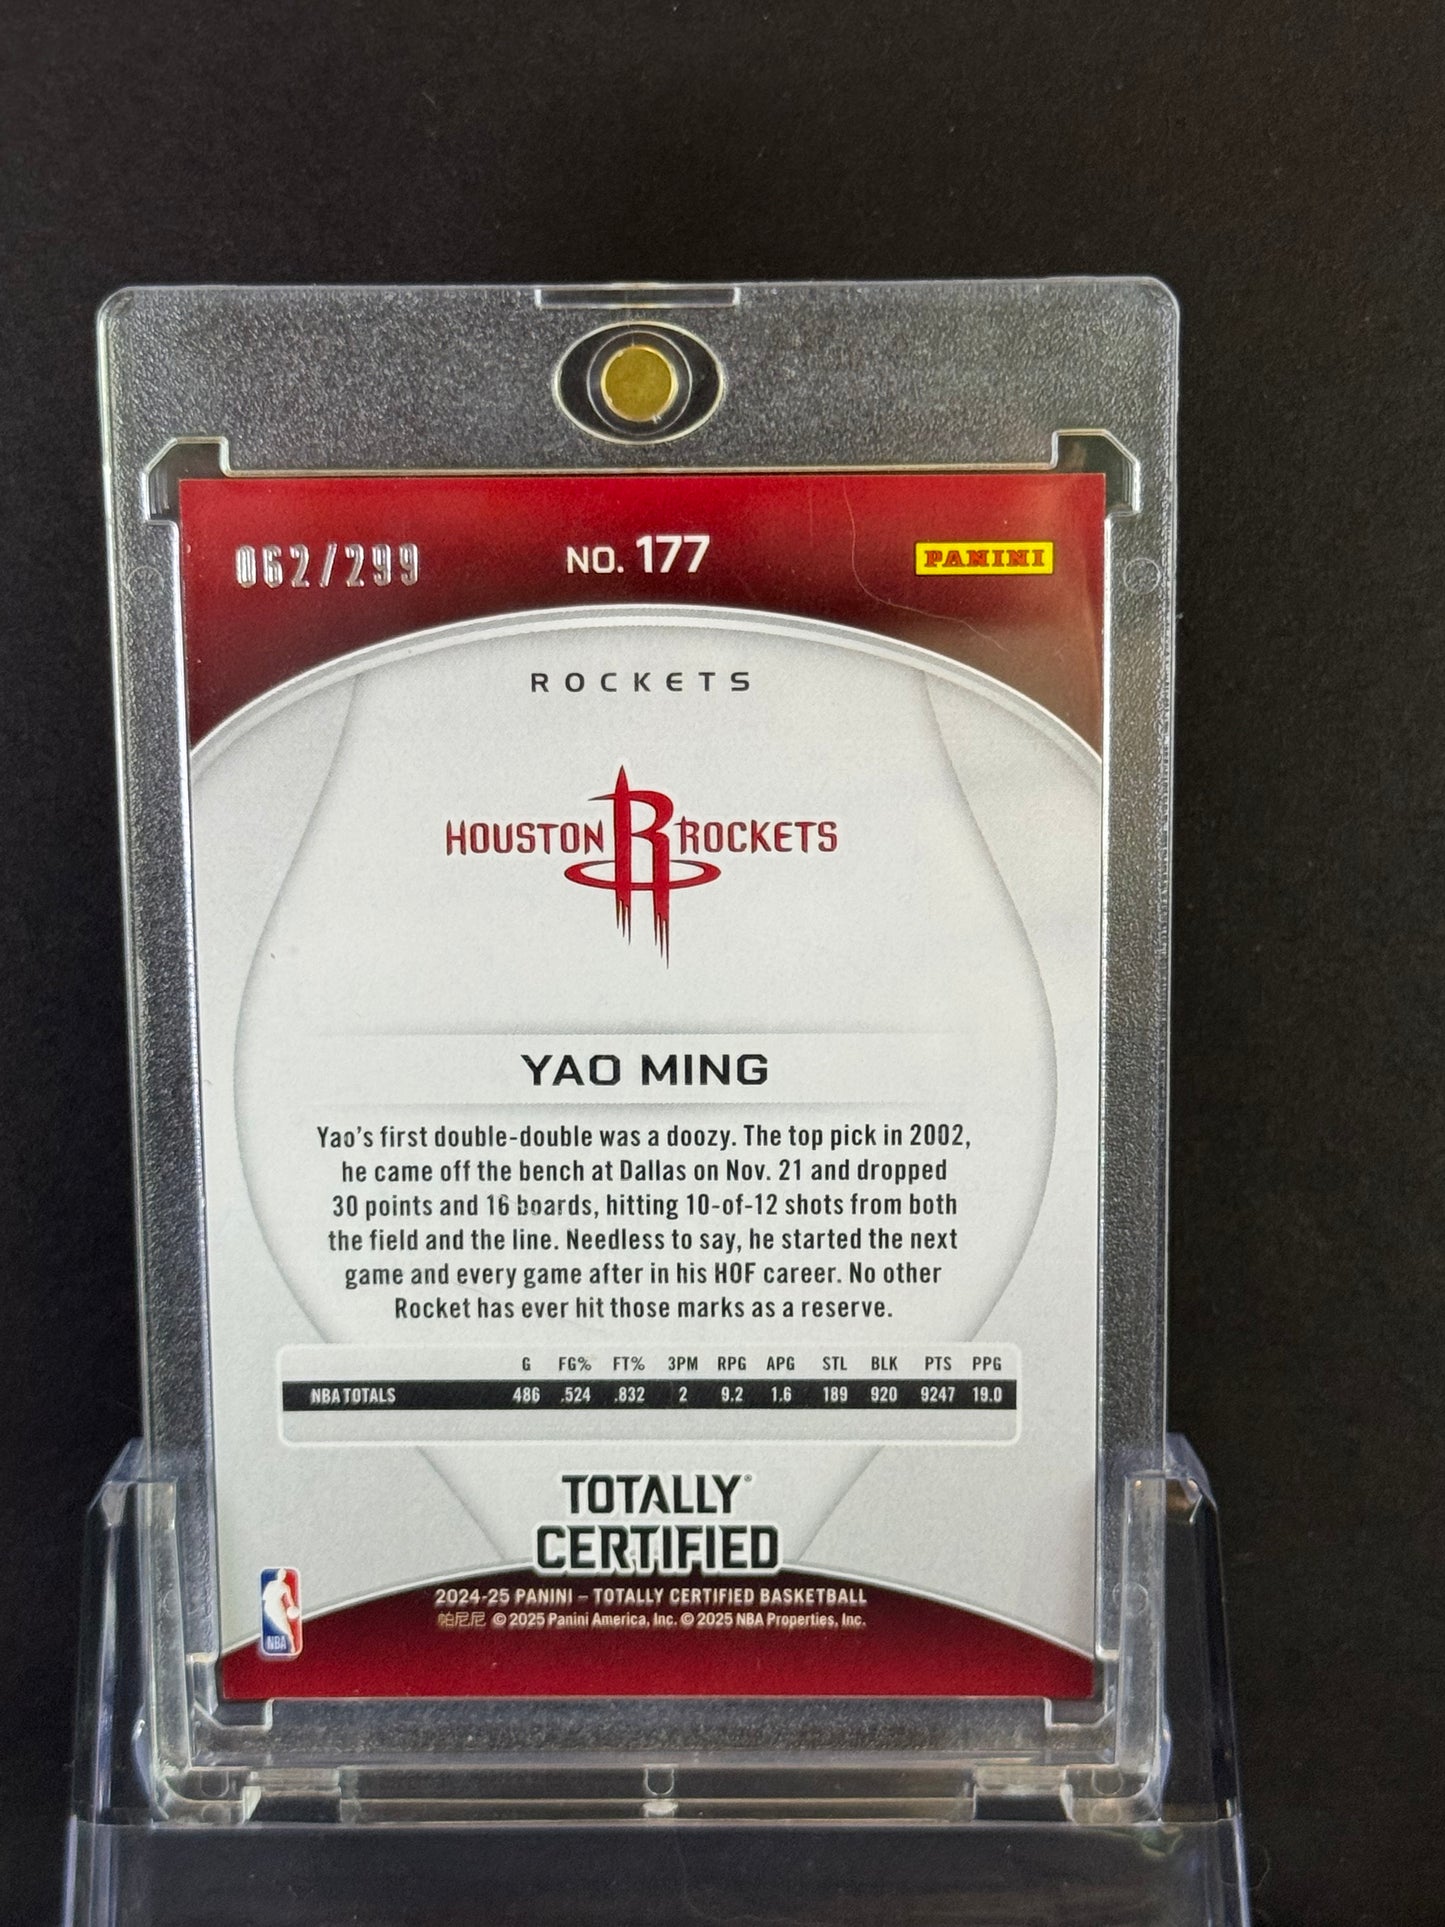 062/299 NO. 177 PANINI
ROCKETS
HOUSTON R ROCKETS
YAO MING
Yao's first double-double was a doozy. The top pick in 2002,
he came off the bench at Dallas on Nov. 21 and dropped
30 points and 16 boards, hitting 10-of-12 shots from both
the field and the line. Needless to say, he started the next
game and every game after in his HOF career. No other
Rocket has ever hit those marks as a reserve.
G FG% FT% 3PM RPG APG STL BLK PTS PPG
NBA TOTALS 486 .524 .832 2 9.2 1.6 189 920 9247 19.0
TOTALLY®
CERTIFIED
2024-25 PANINI – TOTALLY CERTIFIED BASKETBALL
帕尼尼 © 2025 Panini America, Inc. © 2025 NBA Properties, Inc.
NBA